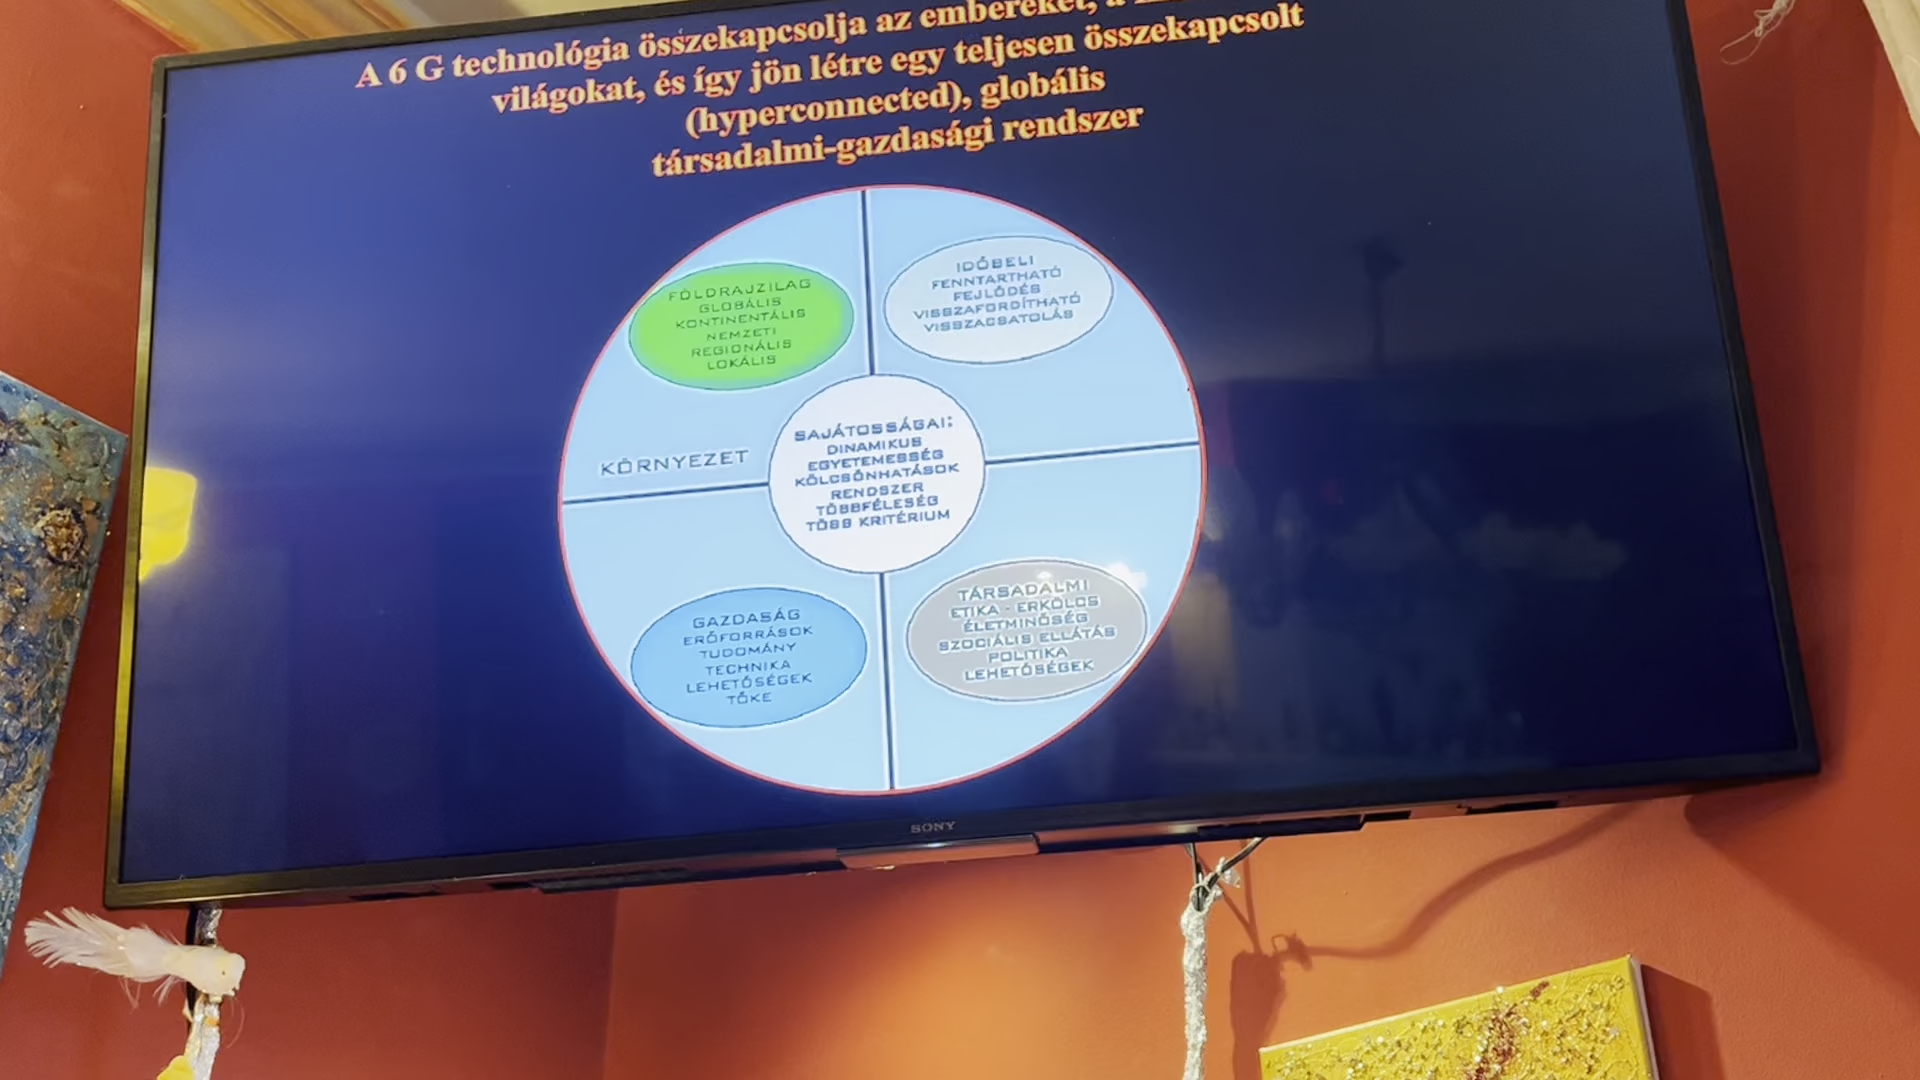 A 6 G technológia összekapcsolja az embereket, a
világokat, és így jön létre egy teljesen összekapcsolt
(hyperconnected), globális
társadalmi-gazdasági rendszer
FÖLDRAJZILAG
GLOBÁLIS
KONTINENTÁLIS
NEMZETI
REGIONÁLIS
LOKÁLIS
IDŐBELI
FENNTARTHATÓ
FEJLŐDÉS
VISSZAFORDÍTHATÓ
VISSZACSATOLÁS
KÖRNYEZET
SAJÁTOSSÁGAI:
DINAMIKUS
EGYETEMESSÉG
KÖLCSÖNHATÁSOK
RENDSZER
TÖBBFÉLESÉG
TÖBB KRITÉRIUM
GAZDASÁG
ERŐFORRÁSOK
TUDOMÁNY
TECHNIKA
LEHETŐSÉGEK
TŐKE
TÁRSADALMI
ETIKA - ERKÖLCS
ÉLETMINŐSÉG
SZOCIÁLIS ELLÁTÁS
POLITIKA
LEHETŐSÉGEK
SONY